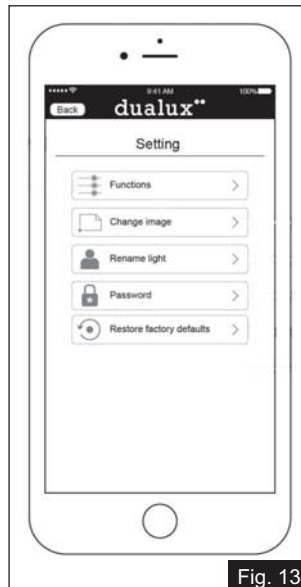 9:41 AM 100%
Back dualux
Setting
Functions
Change image
Rename light
Password
Restore factory defaults
Fig. 13